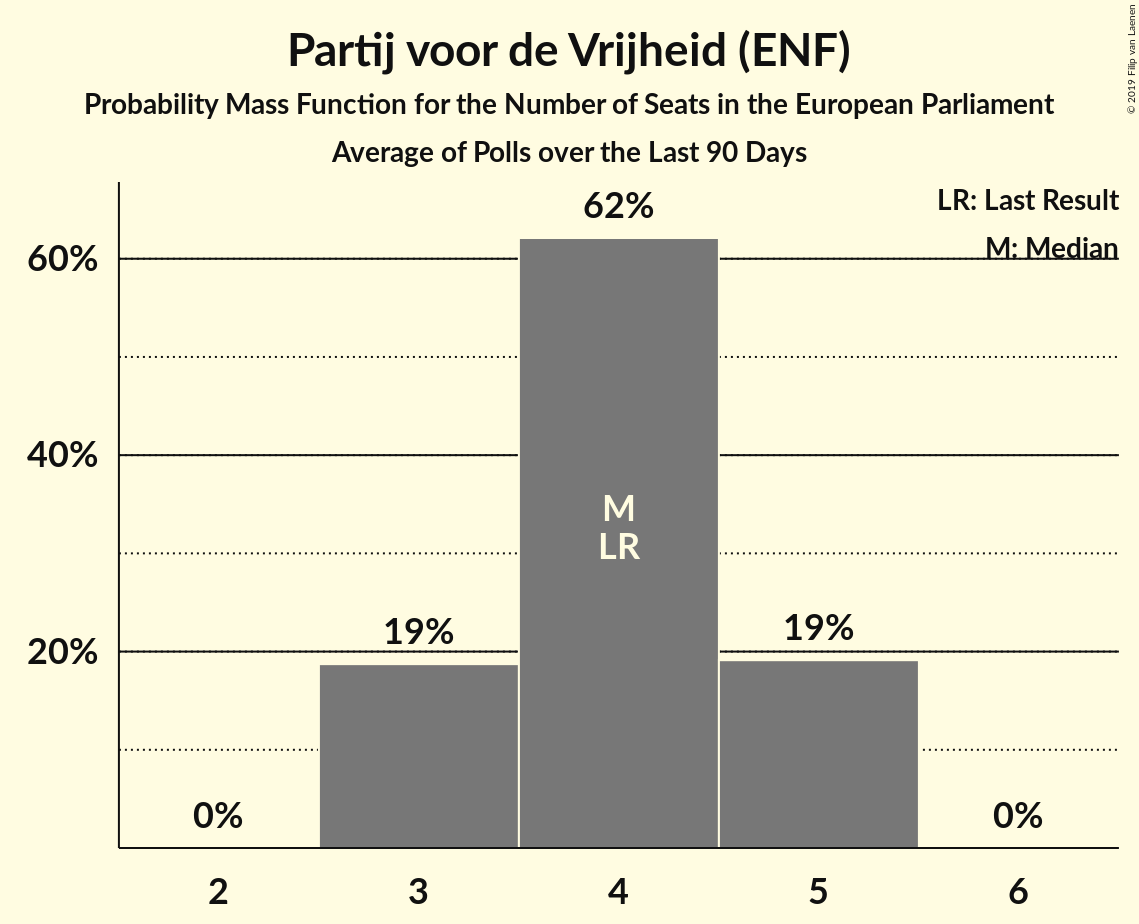 Partij voor de Vrijheid (ENF)
Probability Mass Function for the Number of Seats in the European Parliament
Average of Polls over the Last 90 Days
© 2019 Filip van Laenen
LR: Last Result
M: Median
62%
60%
40%
M
LR
19%
19%
20%
0%
0%
2
3
4
5
6